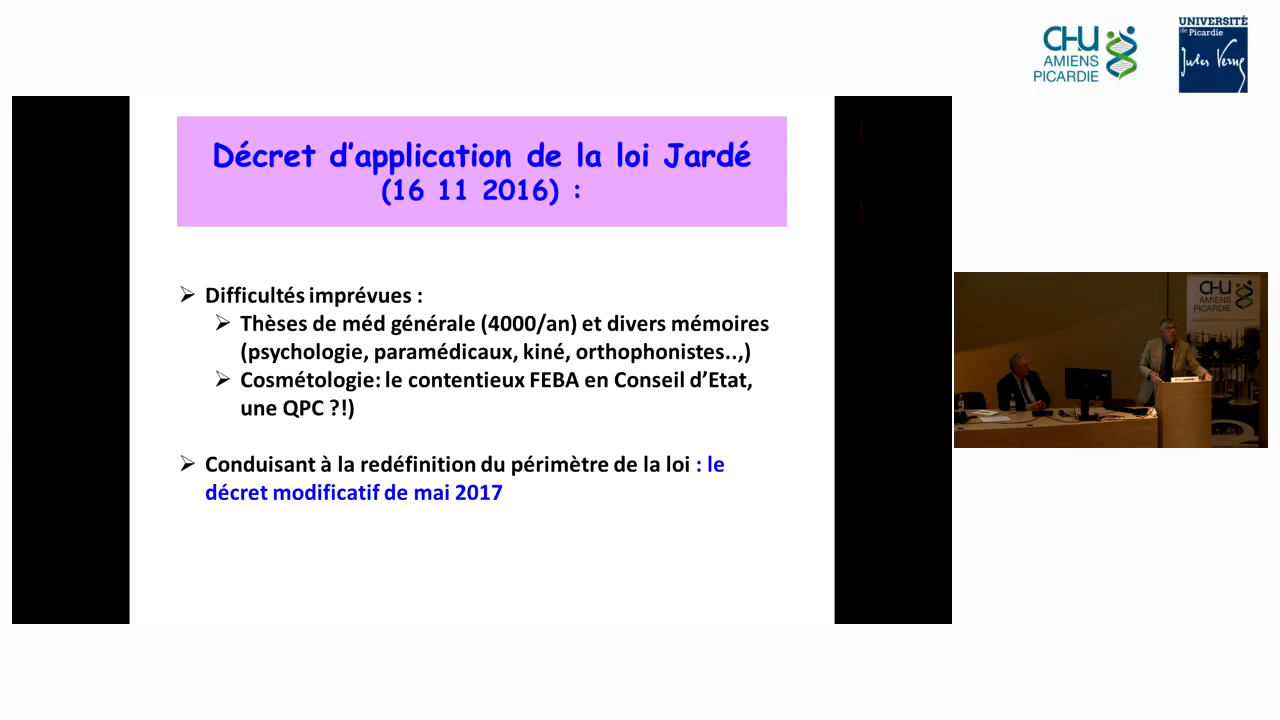 CHU
AMIENS
PICARDIE
UNIVERSITÉ
de Picardie
Jules Verne
Décret d'application de la loi Jardé
(16 11 2016) :
Difficultés imprévues :
Thèses de méd générale (4000/an) et divers mémoires
(psychologie, paramédicaux, kiné, orthophonistes..,)
Cosmétologie: le contentieux FEBA en Conseil d'Etat,
une QPC ?!)
Conduisant à la redéfinition du périmètre de la loi : le
décret modificatif de mai 2017
CHU
AMIENS
PICARDIE